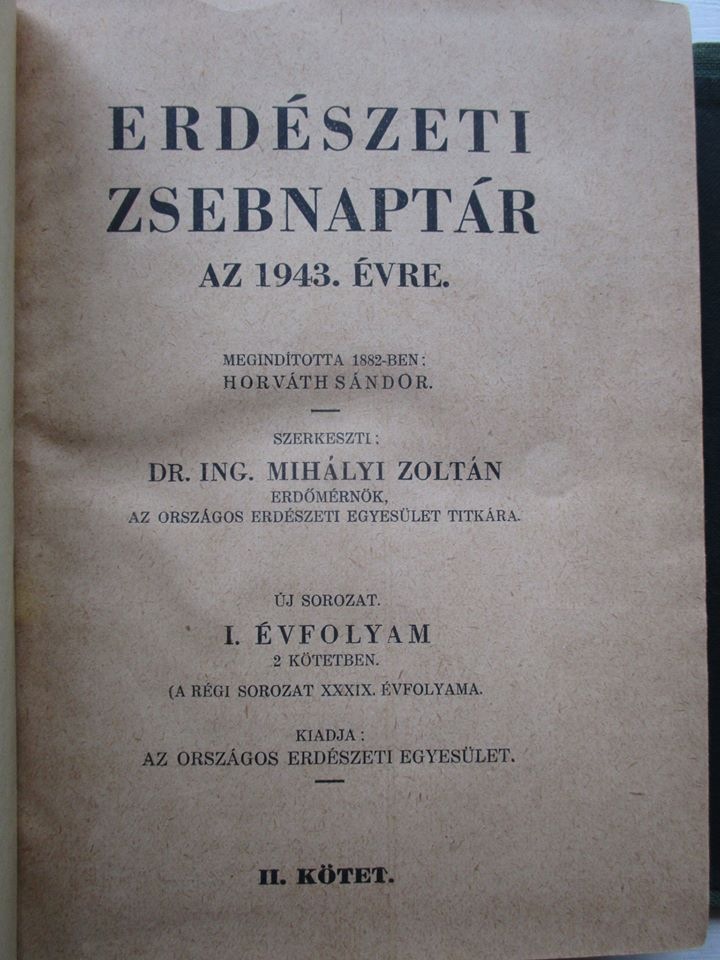 ERDÉSZETI
ZSEBNAPTÁR
AZ 1943. ÉVRE.
MEGINDÍTOTTA 1882-BEN:
HORVÁTH SÁNDOR.
SZERKESZTI:
DR. ING. MIHÁLYI ZOLTÁN
ERDŐMÉRNÖK,
AZ ORSZÁGOS ERDÉSZETI EGYESÜLET TITKÁRA.
ÚJ SOROZAT.
I. ÉVFOLYAM
2 KÖTETBEN.
(A RÉGI SOROZAT XXXIX. ÉVFOLYAMA.
KIADJA:
AZ ORSZÁGOS ERDÉSZETI EGYESÜLET.
II. KÖTET.